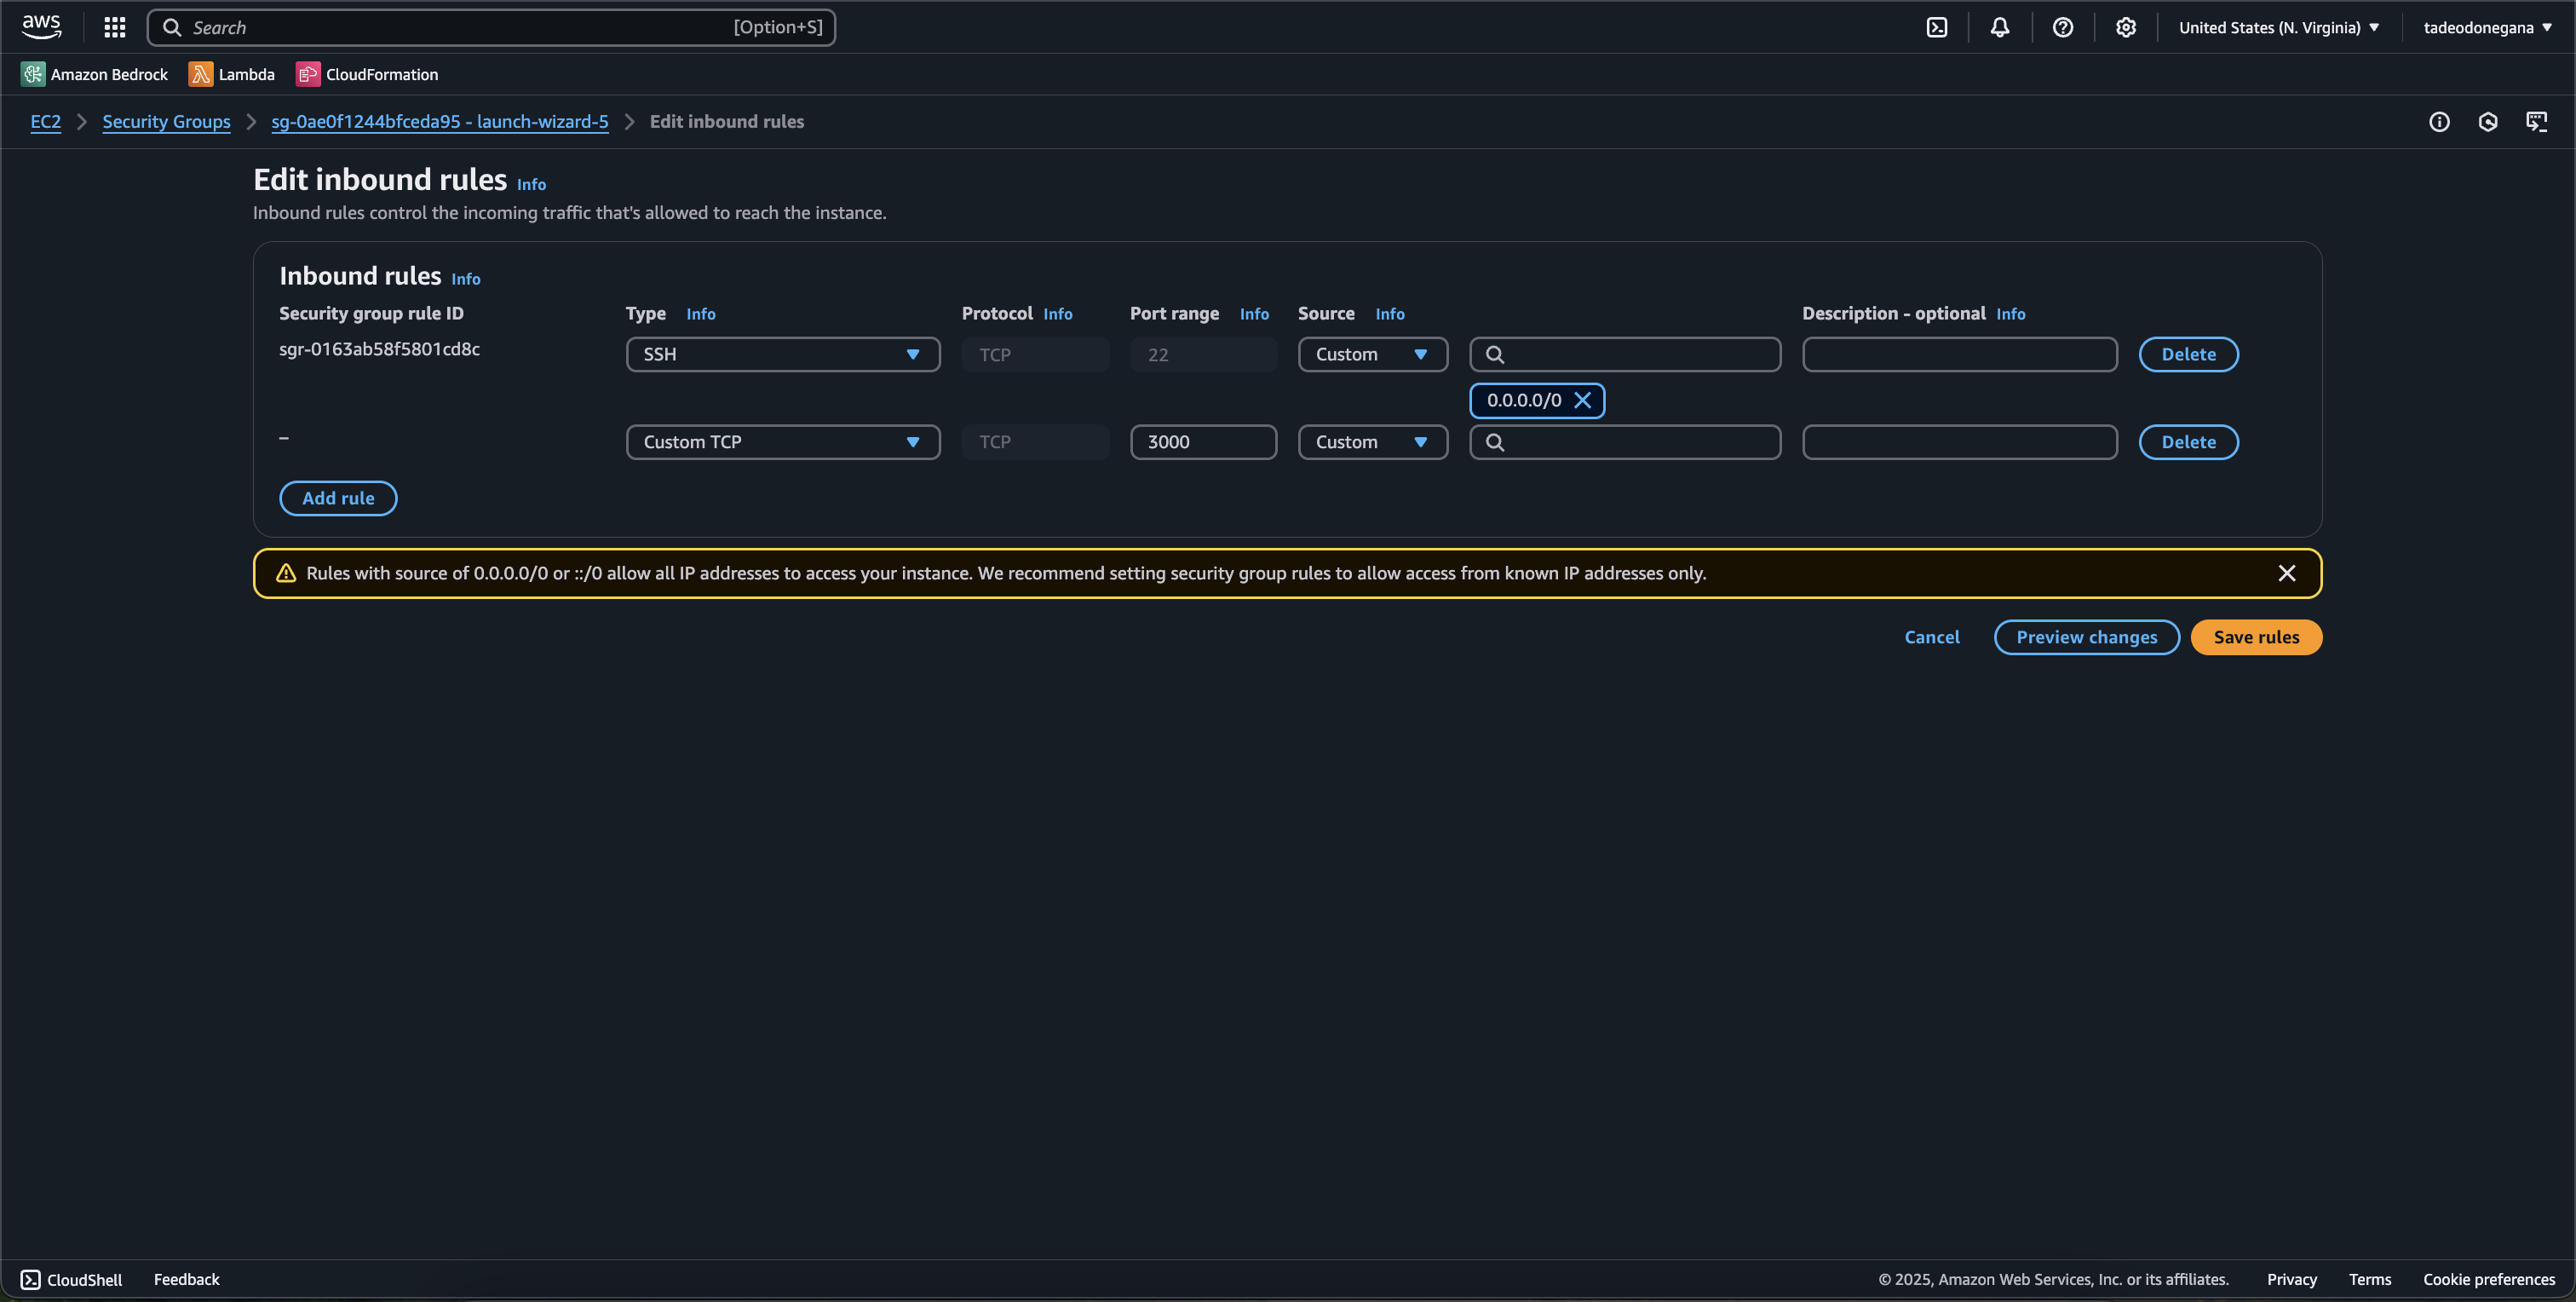 aws Search [Option+S] United States (N. Virginia) tadeodonegana
Amazon Bedrock Lambda CloudFormation
EC2 Security Groups sg-0ae0f1244bfceda95 - launch-wizard-5 Edit inbound rules
Edit inbound rules Info
Inbound rules control the incoming traffic that's allowed to reach the instance.
Inbound rules Info
Security group rule ID Type Info Protocol Info Port range Info Source Info Description - optional Info
sgr-0163ab58f5801cd8c SSH TCP 22 Custom Delete
0.0.0.0/0
– Custom TCP TCP 3000 Custom Delete
Add rule
Rules with source of 0.0.0.0/0 or ::/0 allow all IP addresses to access your instance. We recommend setting security group rules to allow access from known IP addresses only.
Cancel Preview changes Save rules
CloudShell Feedback © 2025, Amazon Web Services, Inc. or its affiliates. Privacy Terms Cookie preferences